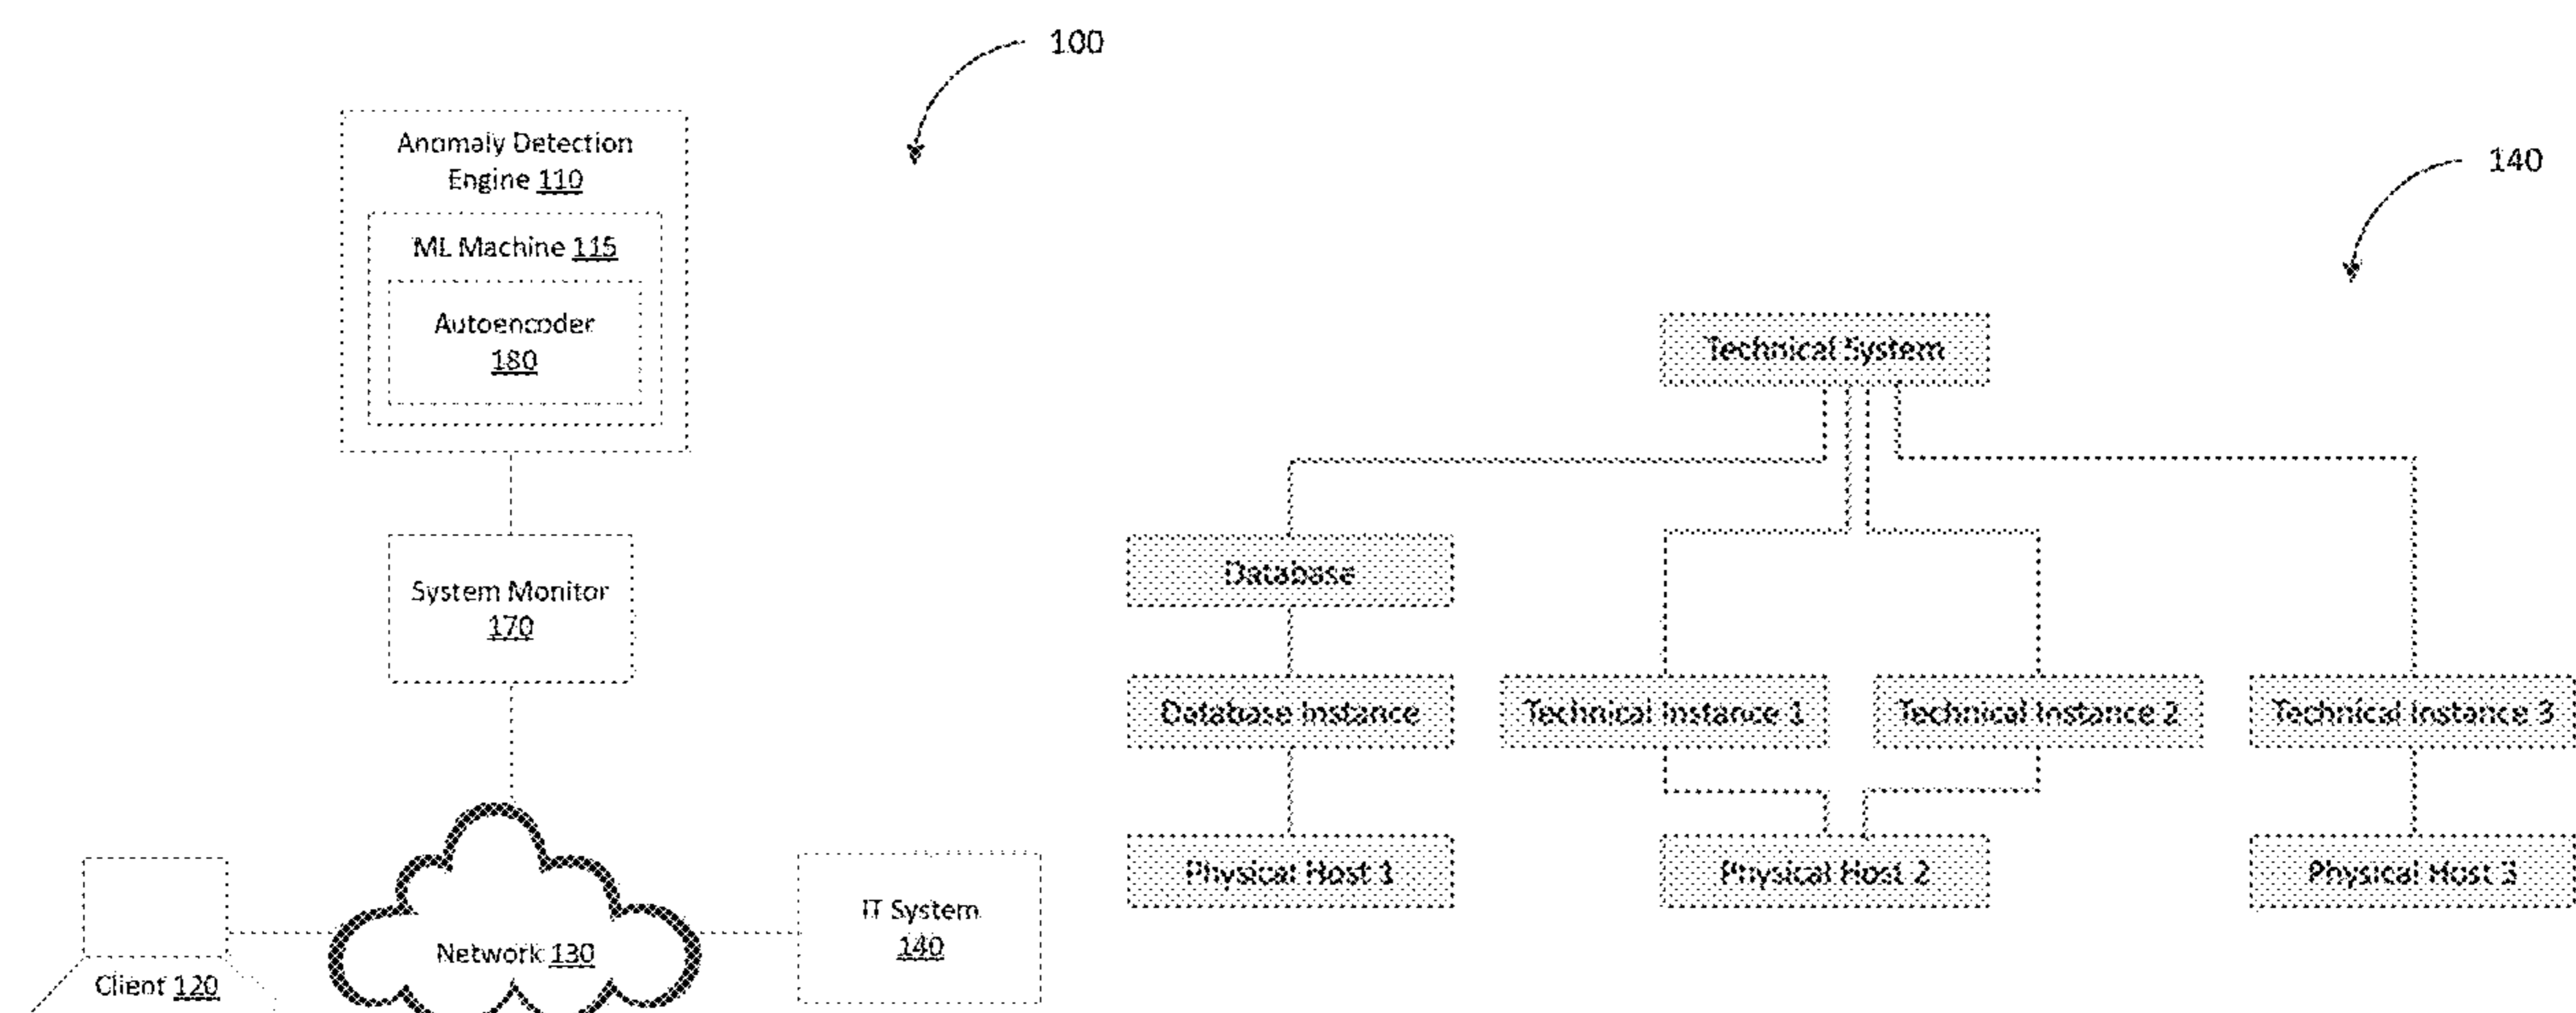 100
Anomaly Detection
Engine 110
ML Machine 115
Autoencoder
180
System Monitor
170
Network 130
Client 120
IT System
140
140
Technical System
Database
Database Instance
Technical Instance 1
Technical Instance 2
Technical Instance 3
Physical Host 1
Physical Host 2
Physical Host 3